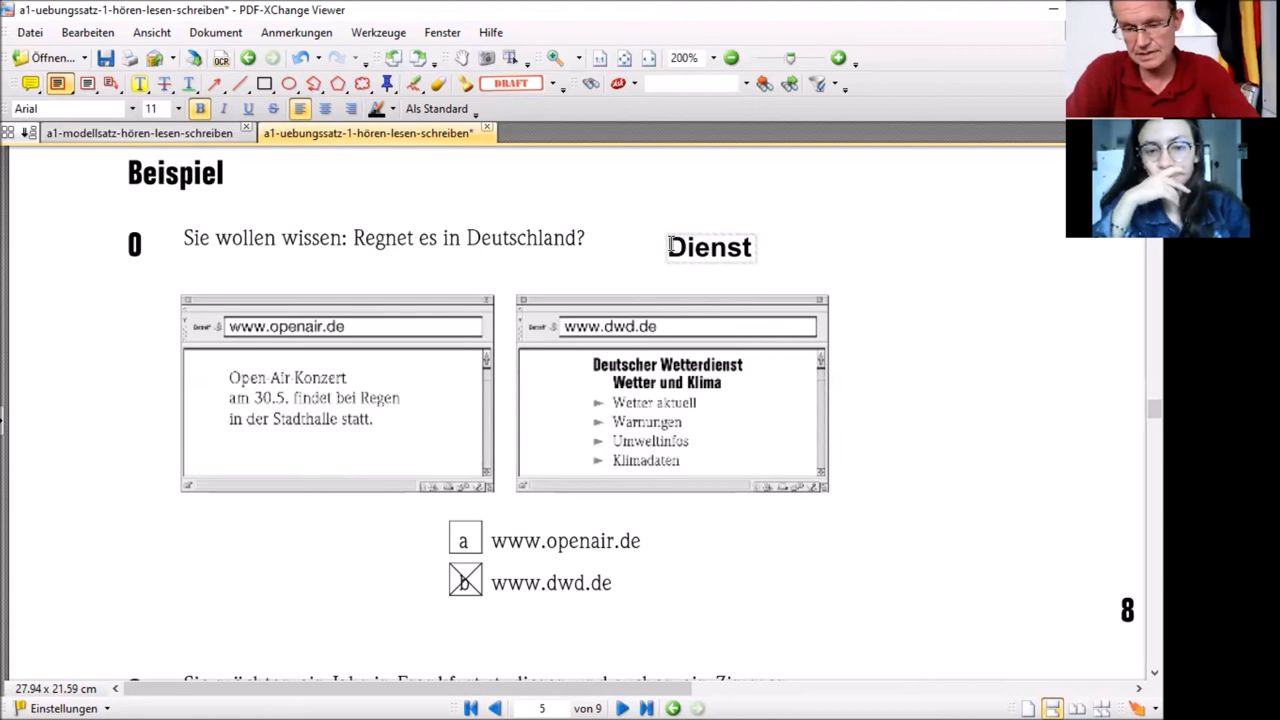 a1-uebungssatz-1-hören-lesen-schreiben* - PDF-XChange Viewer
Datei Bearbeiten Ansicht Dokument Anmerkungen Werkzeuge Fenster Hilfe
Öffnen... OCR 200%
DRAFT
Arial 11 B I U A Als Standard
a1-modellsatz-hören-lesen-schreiben a1-uebungssatz-1-hören-lesen-schreiben*
Beispiel
0 Sie wollen wissen: Regnet es in Deutschland? Dienst
www.openair.de
Open-Air-Konzert
am 30.5. findet bei Regen
in der Stadthalle statt.
www.dwd.de
Deutscher Wetterdienst
Wetter und Klima
Wetter aktuell
Warnungen
Umweltinfos
Klimadaten
a www.openair.de
b www.dwd.de
8
27.94 x 21.59 cm
Einstellungen 5 von 9